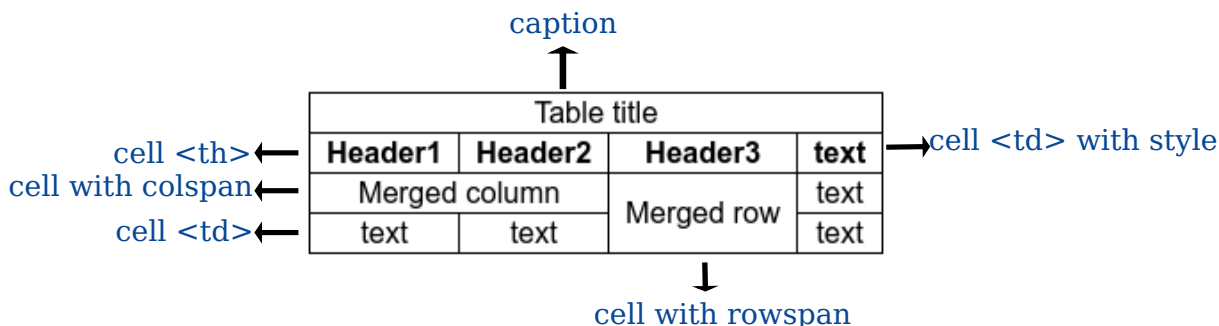 caption
Table title
cell <th> Header1 Header2 Header3 text cell <td> with style
cell with colspan Merged column Merged row text
cell <td> text text text
cell with rowspan